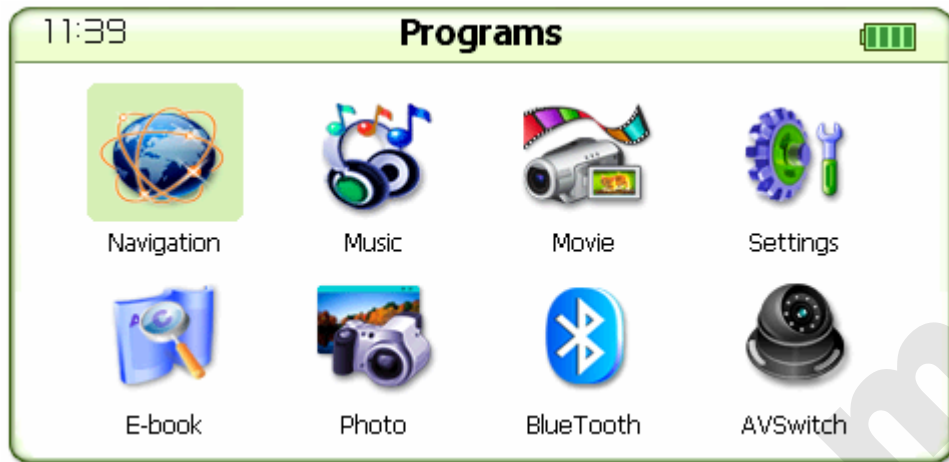 11:39
Programs
Navigation
Music
Movie
Settings
E-book
Photo
BlueTooth
AVSwitch